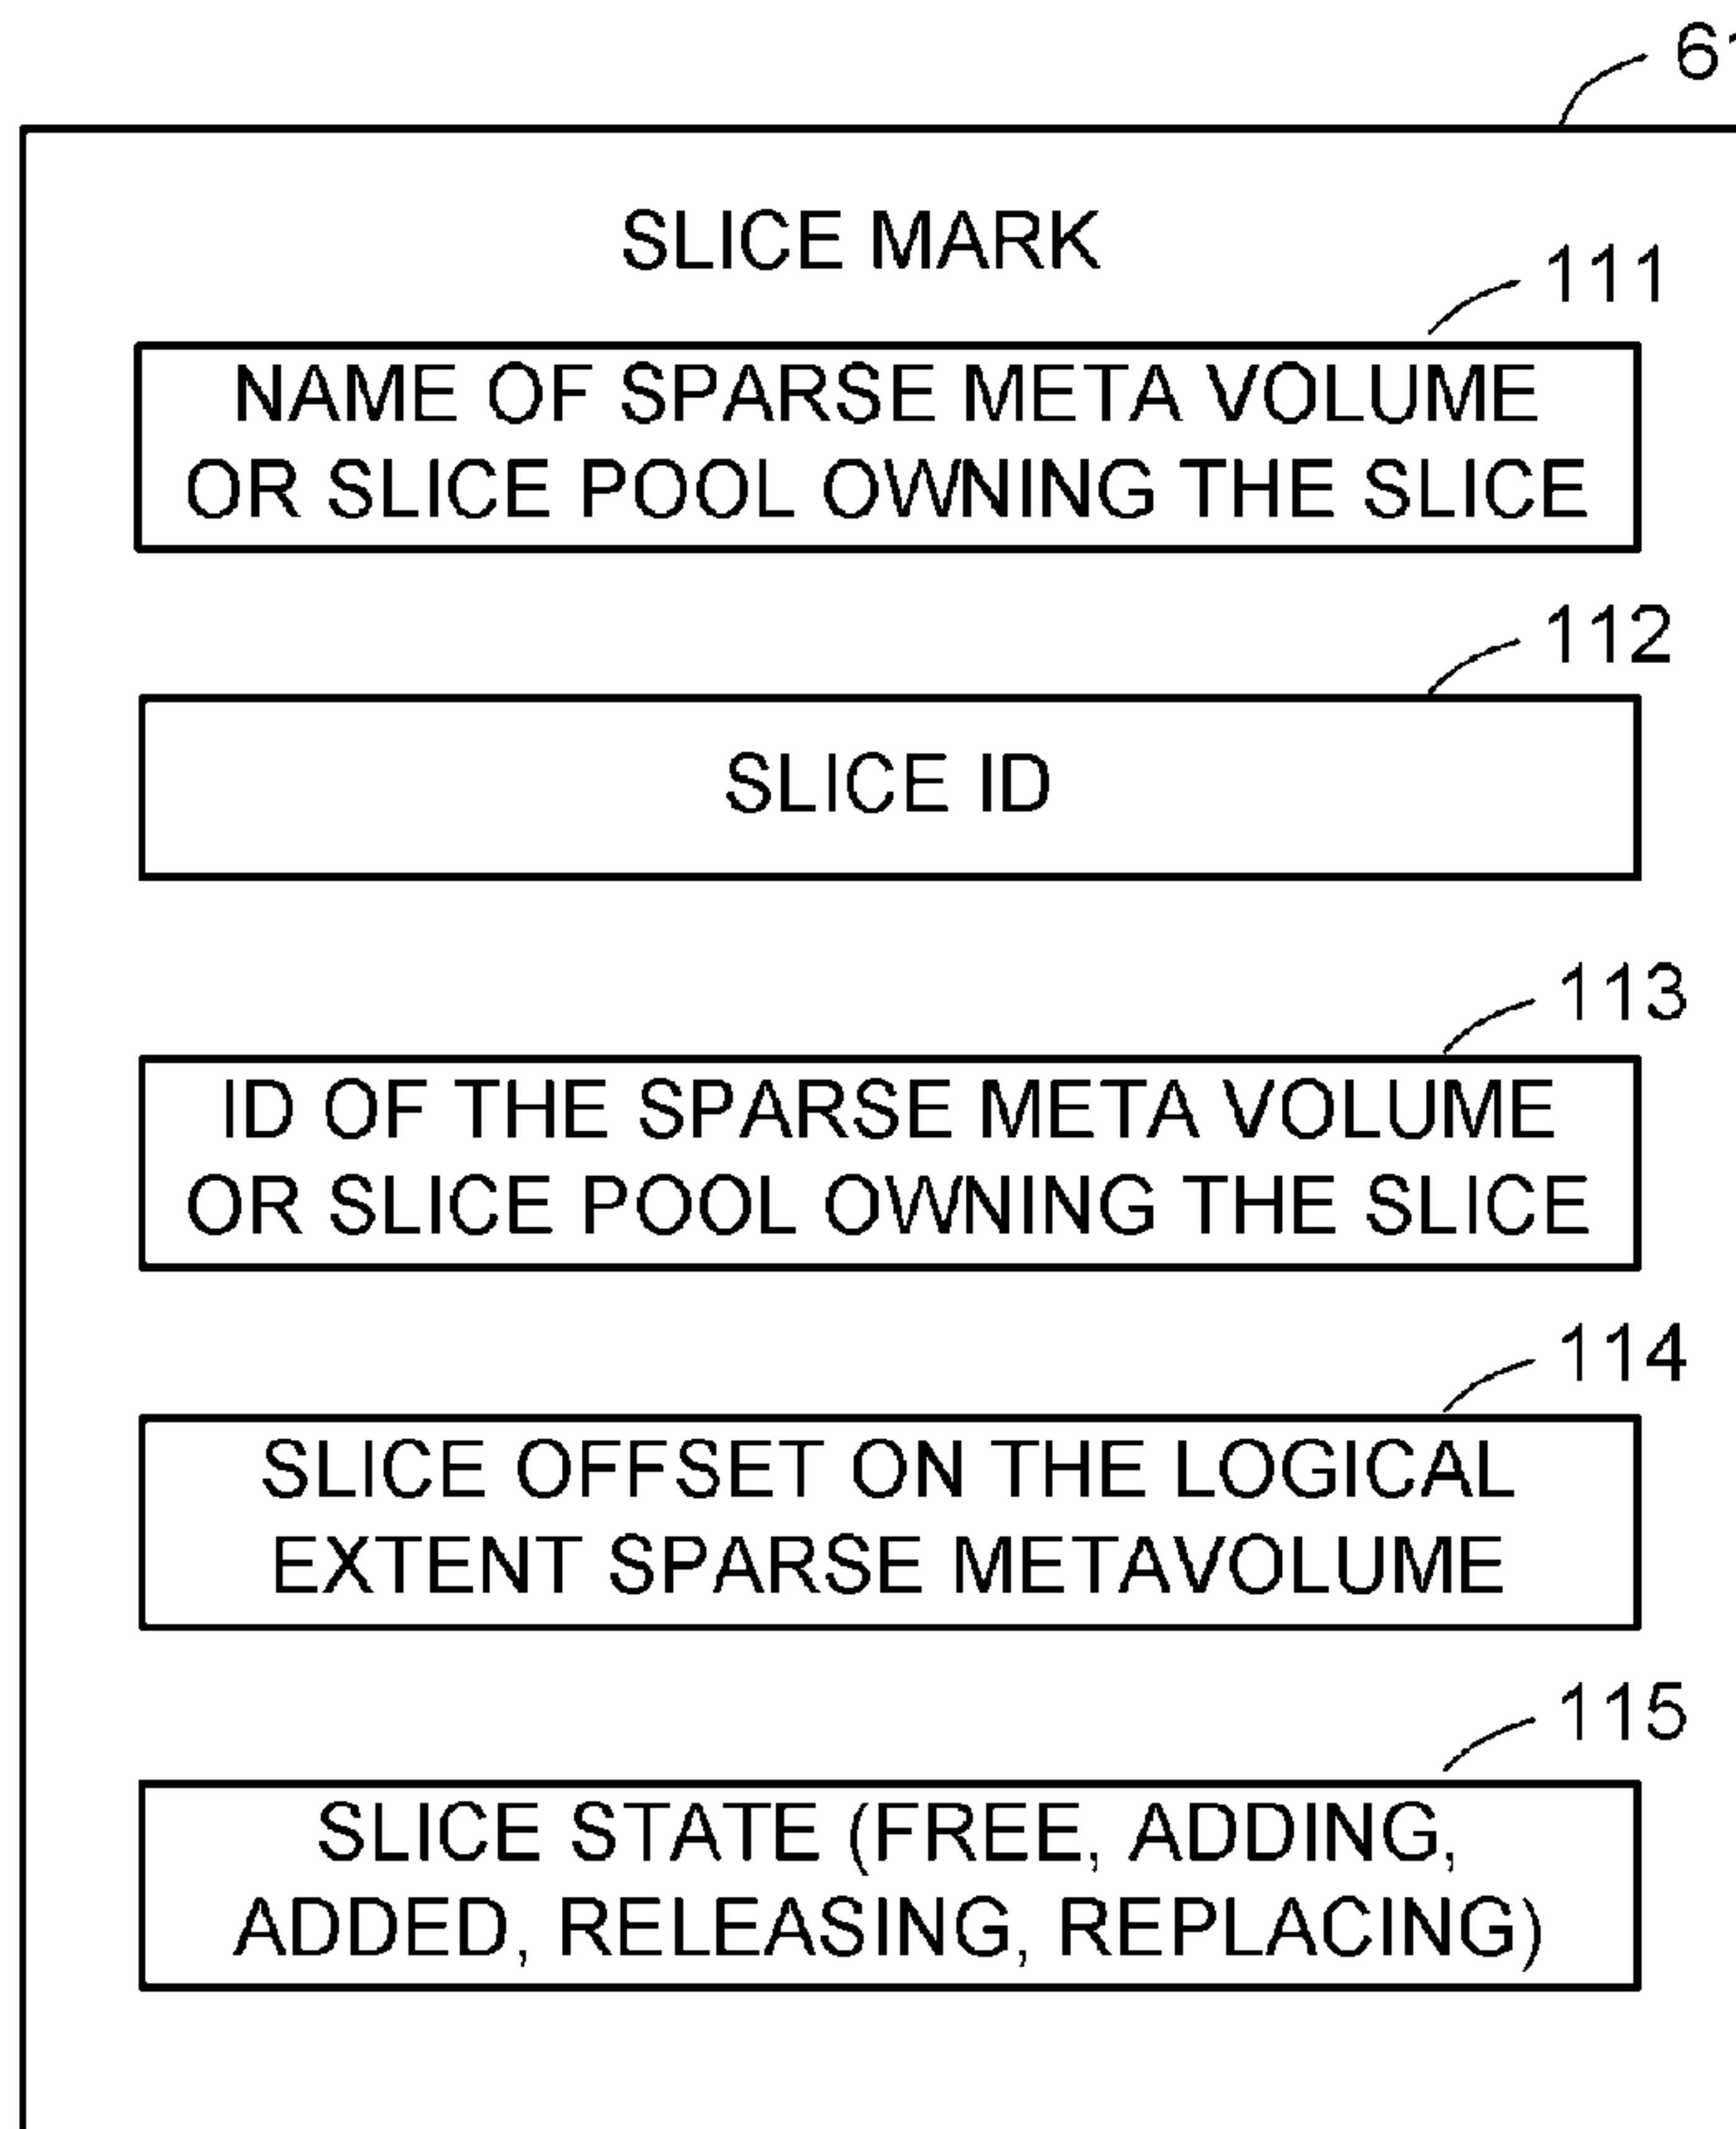 SLICE MARK
111
NAME OF SPARSE META VOLUME
OR SLICE POOL OWNING THE SLICE
112
SLICE ID
113
ID OF THE SPARSE META VOLUME
OR SLICE POOL OWNING THE SLICE
114
SLICE OFFSET ON THE LOGICAL
EXTENT SPARSE METAVOLUME
115
SLICE STATE (FREE, ADDING,
ADDED, RELEASING, REPLACING)